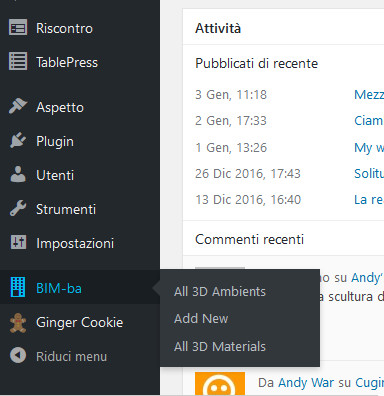 Riscontro
TablePress
Aspetto
Plugin
Utenti
Strumenti
Impostazioni
BIM-ba
All 3D Ambients
Add New
All 3D Materials
Ginger Cookie
Riduci menu
Attività
Pubblicati di recente
3 Gen, 11:18 Mezz
2 Gen, 17:33 Ciam
1 Gen, 13:26 My w
26 Dic 2016, 17:43 Solitu
13 Dic 2016, 16:40 La re
Commenti recenti
no su Andy'
a scultura d
Da Andy War su Cugin